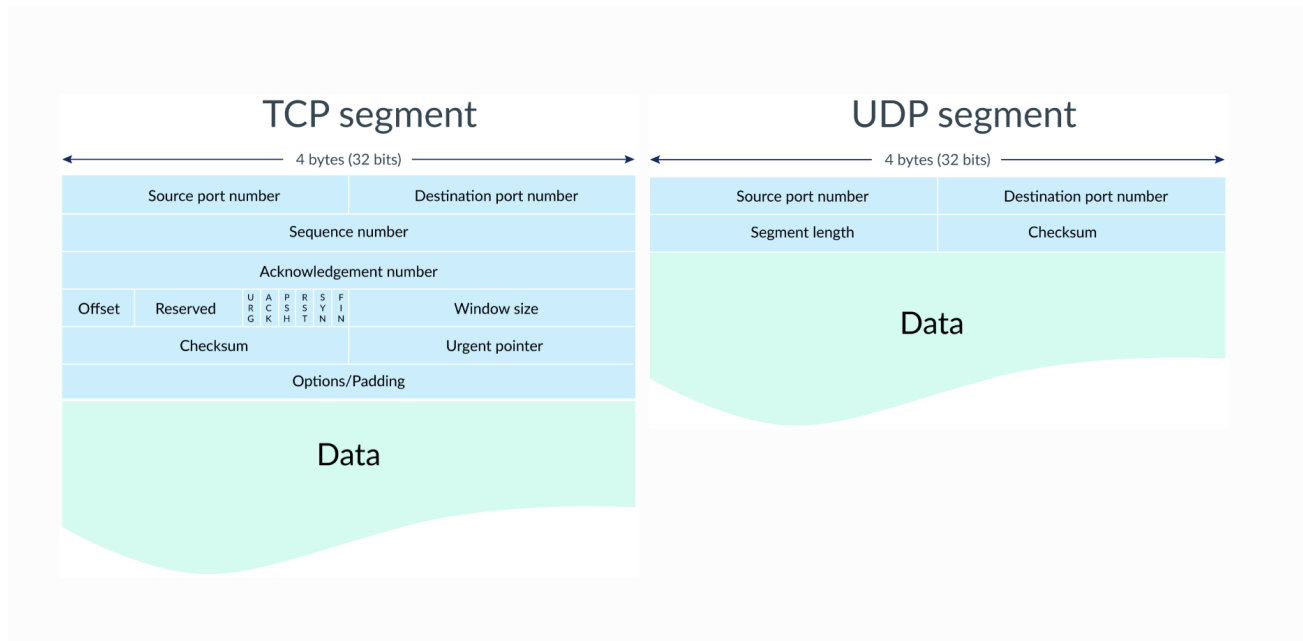 TCP segment
4 bytes (32 bits)
Source port number Destination port number
Sequence number
Acknowledgement number
Offset Reserved URG ACK PSH RST SYN FIN Window size
Checksum Urgent pointer
Options/Padding
Data
UDP segment
4 bytes (32 bits)
Source port number Destination port number
Segment length Checksum
Data